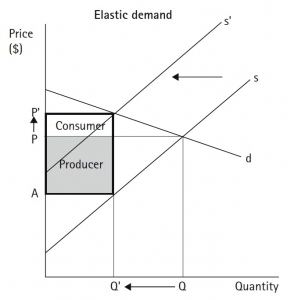 Elastic demand
Price
($)
s'
s
P'
Consumer
P
Producer
d
A
Q'
Q
Quantity